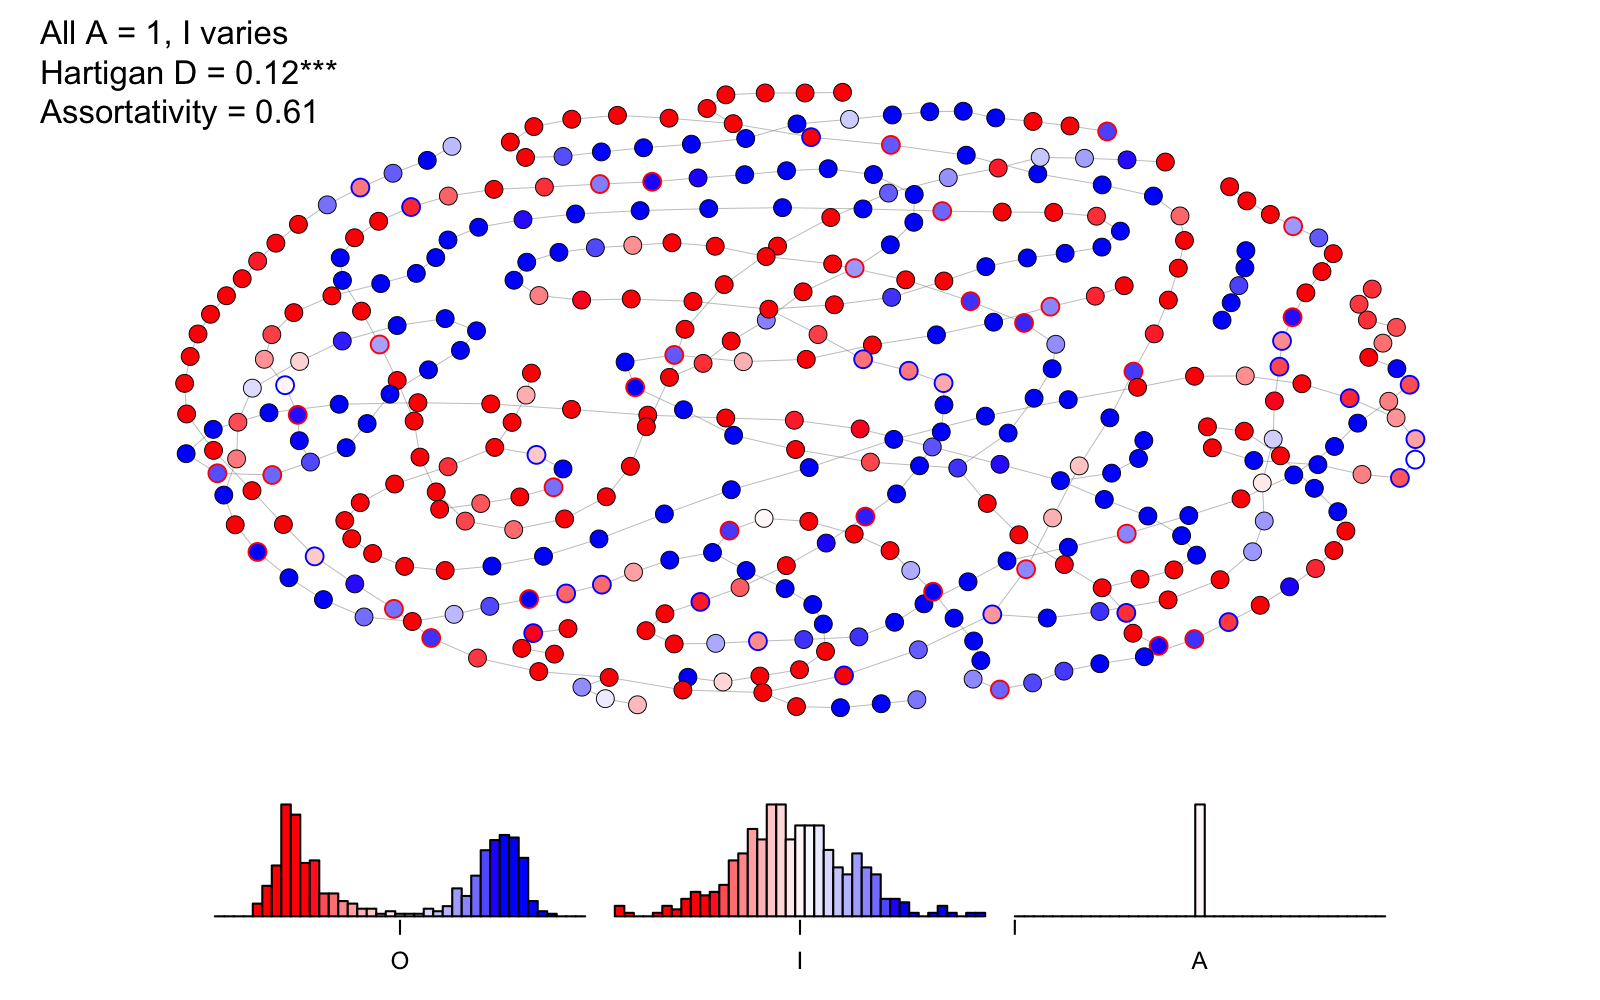 All A = 1, I varies
Hartigan D = 0.12***
Assortativity = 0.61
O
I
A